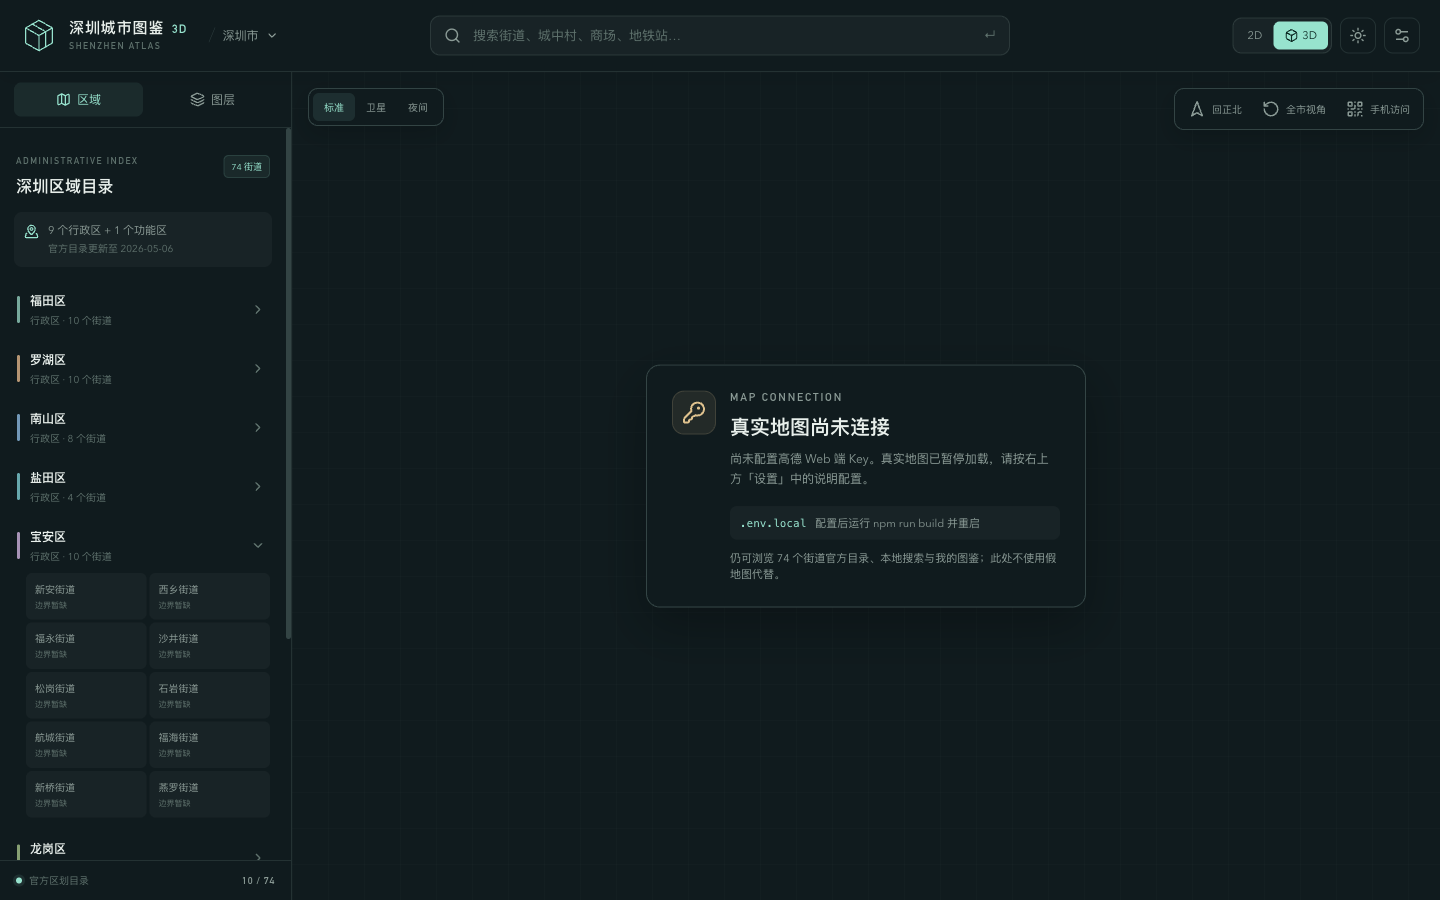 深圳城市图鉴 3D
SHENZHEN ATLAS
深圳市
搜索街道、城中村、商场、地铁站...
2D
3D
区域
图层
标准
卫星
夜间
回正北
全市视角
手机访问
ADMINISTRATIVE INDEX
深圳区域目录
74 街道
9 个行政区 + 1 个功能区
官方目录更新至 2026-05-06
福田区
行政区 · 10 个街道
罗湖区
行政区 · 10 个街道
南山区
行政区 · 8 个街道
盐田区
行政区 · 4 个街道
宝安区
行政区 · 10 个街道
新安街道
边界暂缺
西乡街道
边界暂缺
福永街道
边界暂缺
沙井街道
边界暂缺
松岗街道
边界暂缺
石岩街道
边界暂缺
航城街道
边界暂缺
福海街道
边界暂缺
新桥街道
边界暂缺
燕罗街道
边界暂缺
龙岗区
官方区划目录
10 / 74
MAP CONNECTION
真实地图尚未连接
尚未配置高德 Web 端 Key。真实地图已暂停加载，请按右上
方「设置」中的说明配置。
.env.local 配置后运行 npm run build 并重启
仍可浏览 74 个街道官方目录、本地搜索与我的图鉴；此处不使用假
地图代替。